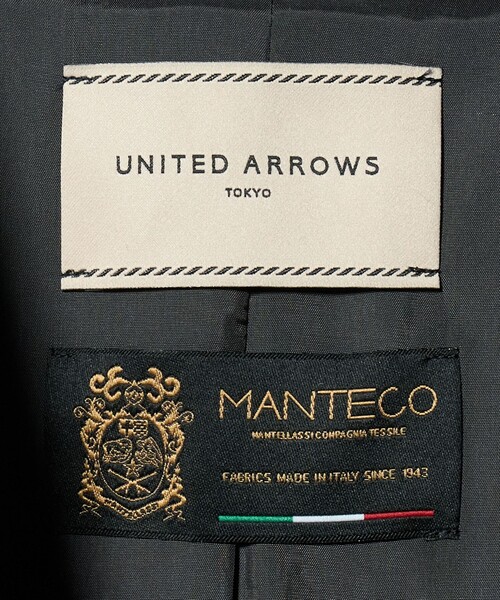 UNITED ARROWS
TOKYO
MANTECO
MANTELLASSI COMPAGNIA TESSILE
FABRICS MADE IN ITALY SINCE 1943